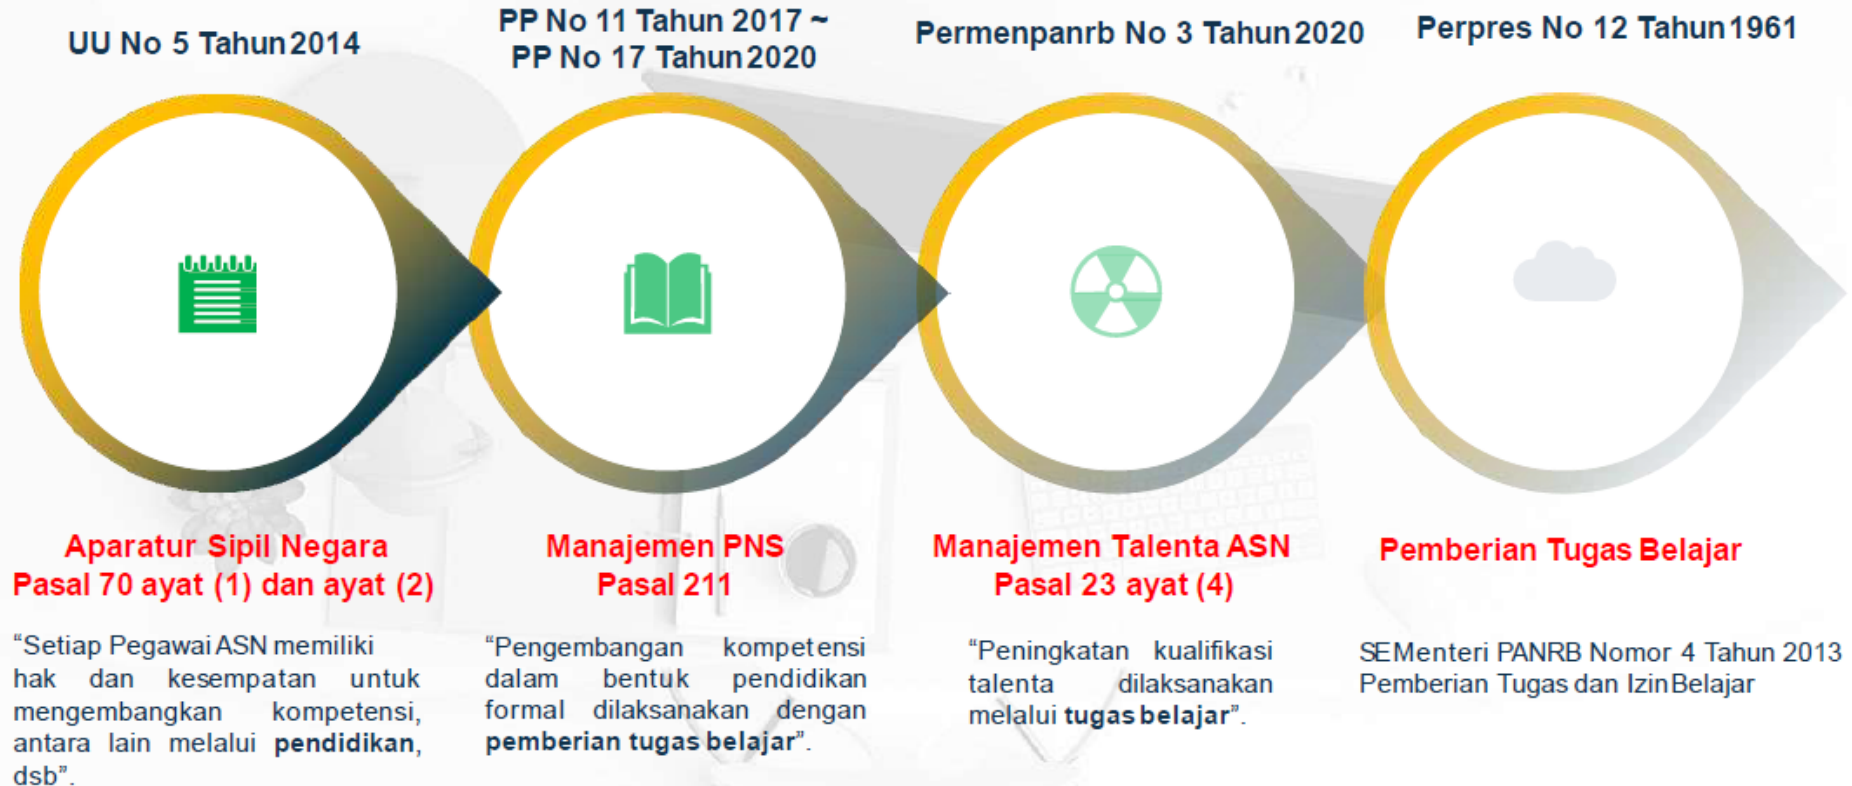 UU No 5 Tahun 2014
PP No 11 Tahun 2017 ~
PP No 17 Tahun 2020
Permenpanrb No 3 Tahun 2020
Perpres No 12 Tahun 1961
Aparatur Sipil Negara
Pasal 70 ayat (1) dan ayat (2)
“Setiap Pegawai ASN memiliki
hak dan kesempatan untuk
mengembangkan kompetensi,
antara lain melalui pendidikan,
dsb”.
Manajemen PNS
Pasal 211
“Pengembangan kompetensi
dalam bentuk pendidikan
formal dilaksanakan dengan
pemberian tugas belajar”.
Manajemen Talenta ASN
Pasal 23 ayat (4)
“Peningkatan kualifikasi
talenta dilaksanakan
melalui tugas belajar”.
Pemberian Tugas Belajar
SE Menteri PANRB Nomor 4 Tahun 2013
Pemberian Tugas dan Izin Belajar